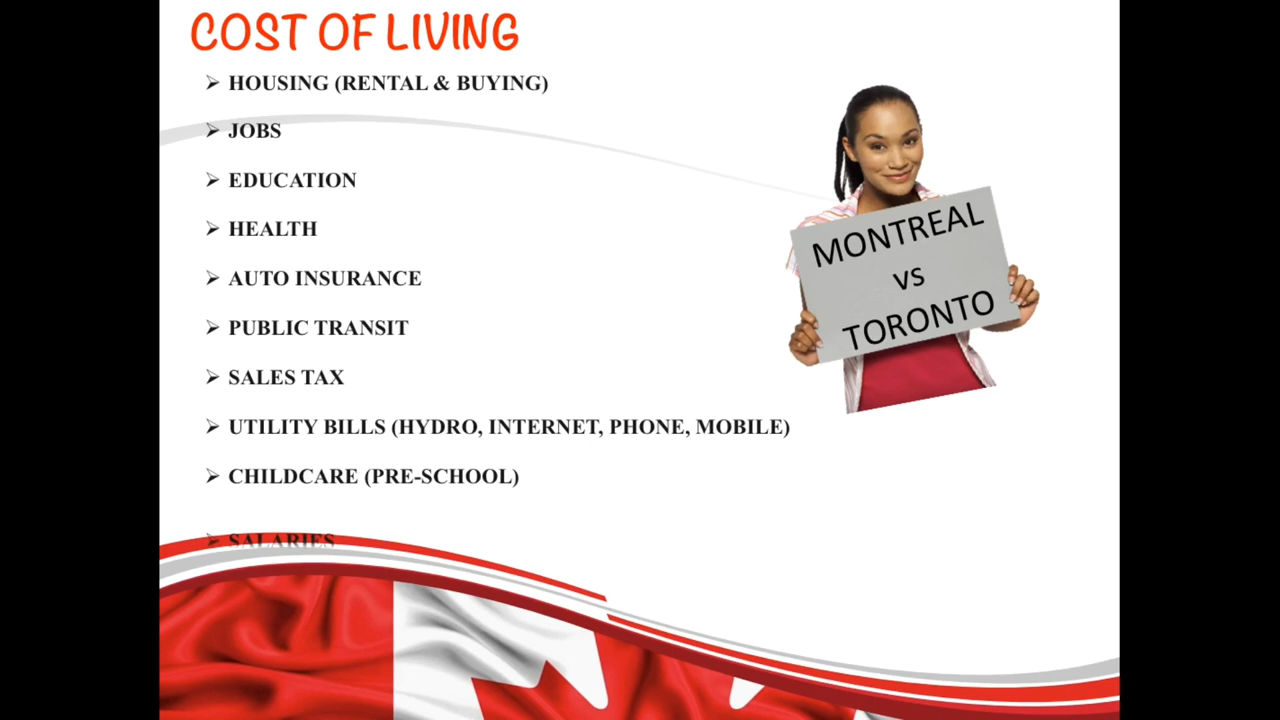 COST OF LIVING
➢ HOUSING (RENTAL & BUYING)
➢ JOBS
➢ EDUCATION
➢ HEALTH
➢ AUTO INSURANCE
➢ PUBLIC TRANSIT
➢ SALES TAX
➢ UTILITY BILLS (HYDRO, INTERNET, PHONE, MOBILE)
➢ CHILDCARE (PRE-SCHOOL)
➢ SALARIES
MONTREAL
vs
TORONTO